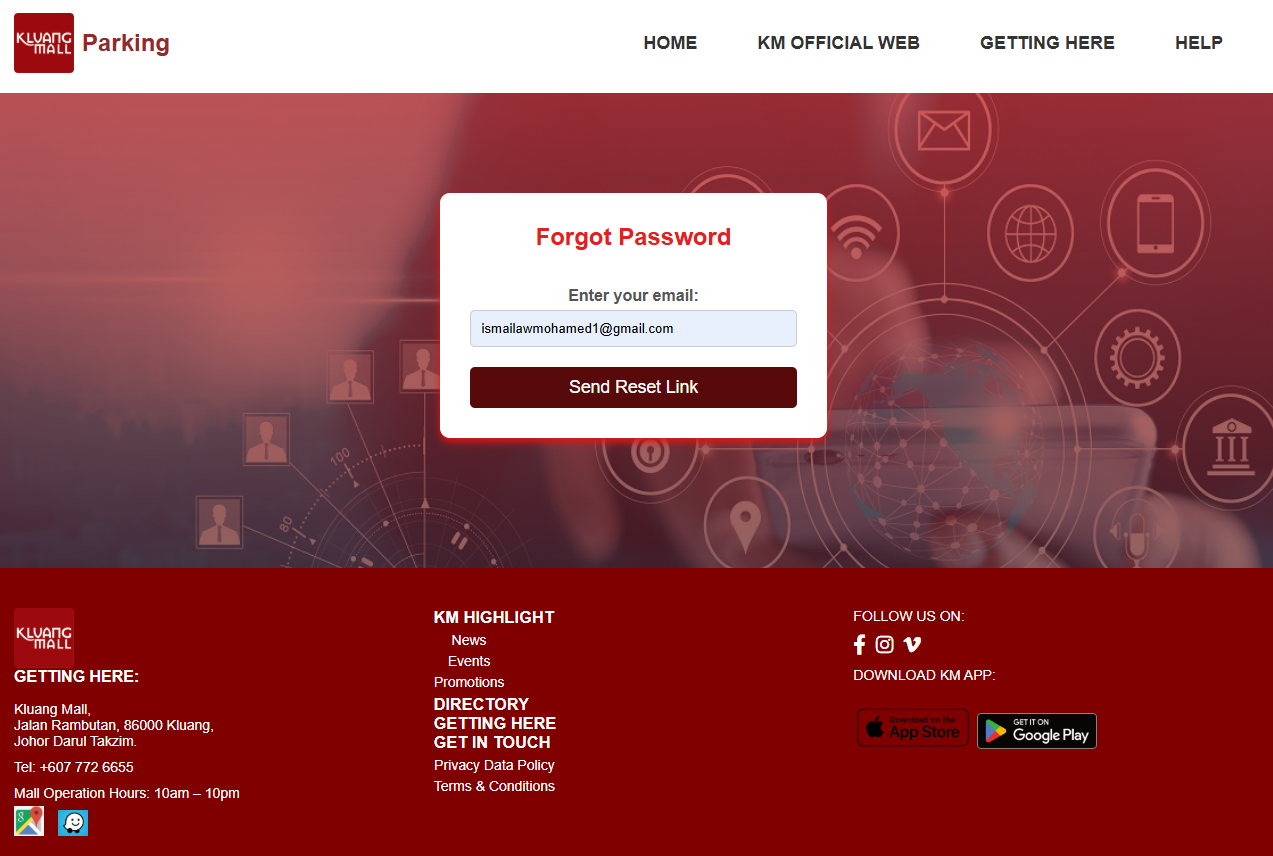 KLUANG
MALL
Parking
HOME
KM OFFICIAL WEB
GETTING HERE
HELP
Forgot Password
Enter your email:
ismailawmohamed1@gmail.com
Send Reset Link
100
80
KLUANG
MALL
GETTING HERE:
Kluang Mall,
Jalan Rambutan, 86000 Kluang,
Johor Darul Takzim.
Tel: +607 772 6655
Mall Operation Hours: 10am – 10pm
KM HIGHLIGHT
News
Events
Promotions
DIRECTORY
GETTING HERE
GET IN TOUCH
Privacy Data Policy
Terms & Conditions
FOLLOW US ON:
DOWNLOAD KM APP:
Download on the
App Store
GET IT ON
Google Play